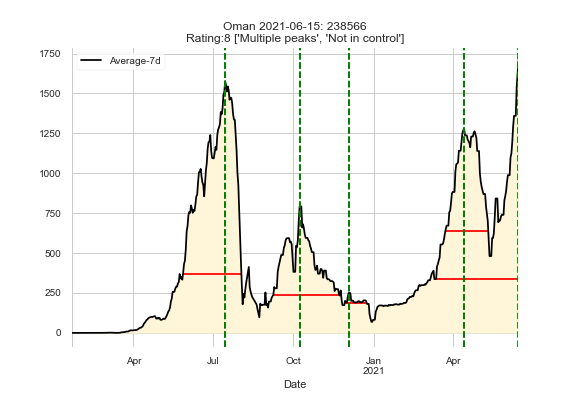 Oman 2021-06-15: 238566
Rating:8 ['Multiple peaks', 'Not in control']
Average-7d
1750
1500
1250
1000
750
500
250
0
Apr
Jul
Oct
Jan
2021
Apr
Date